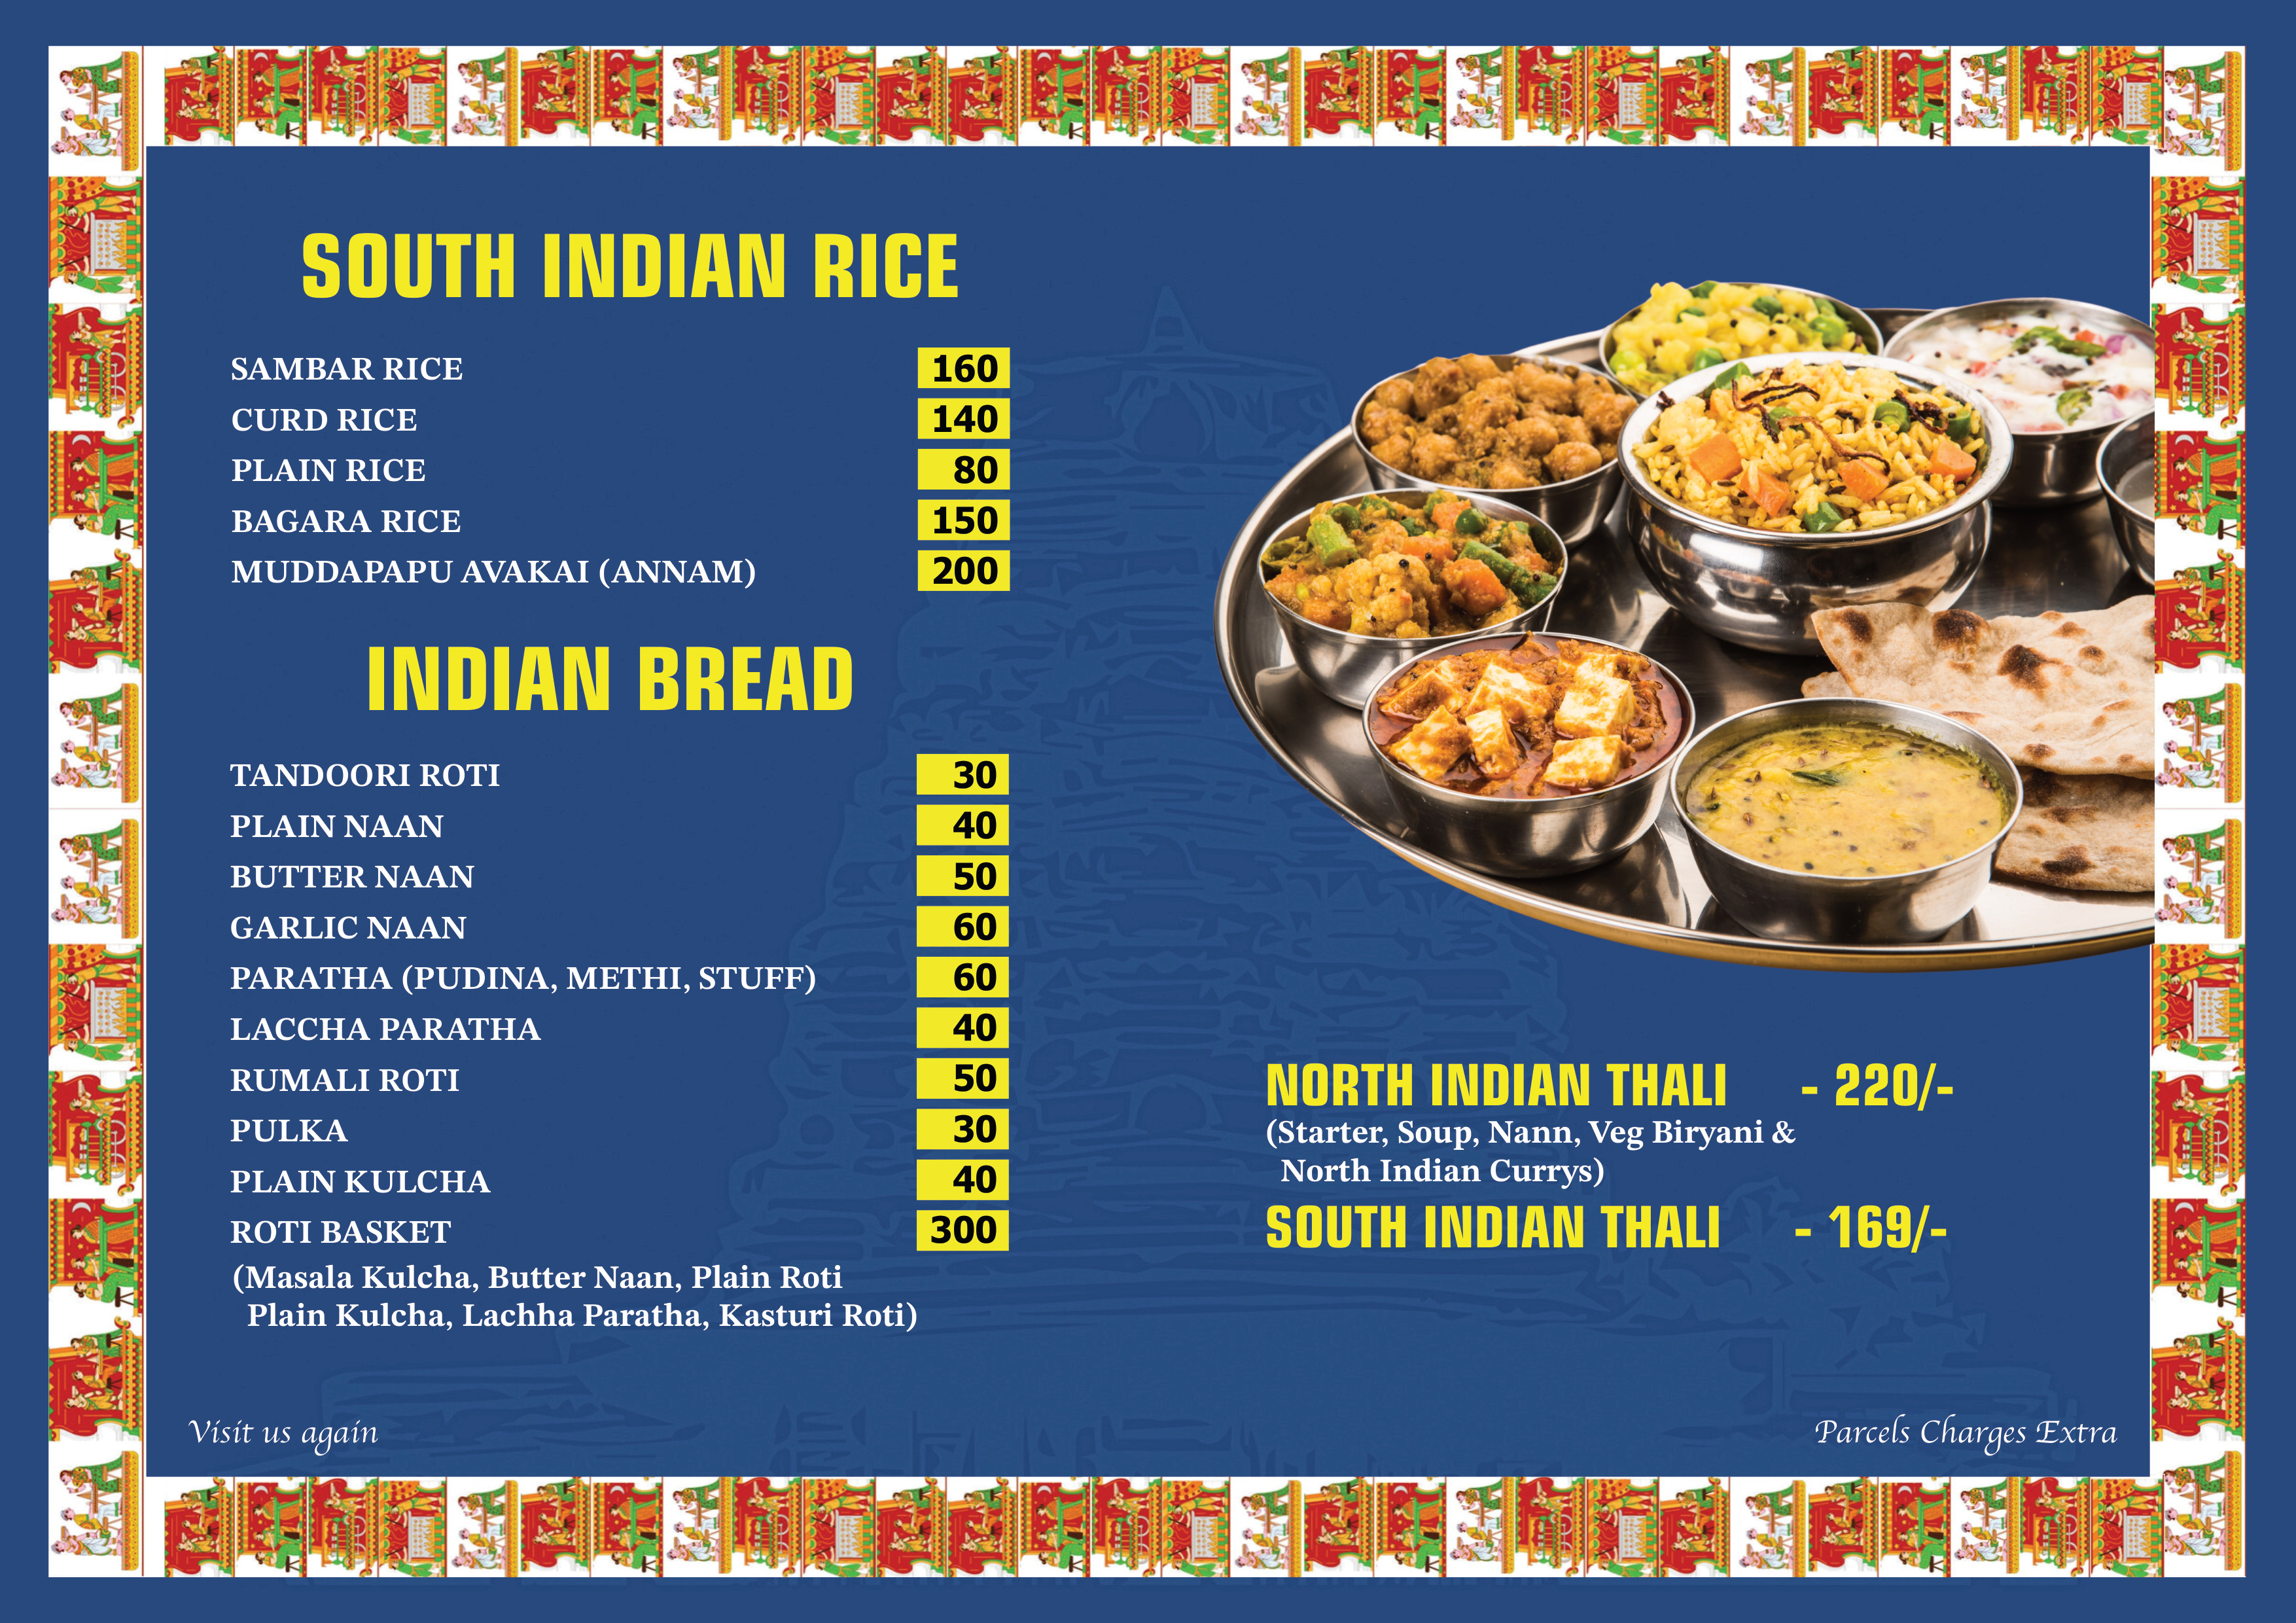 SOUTH INDIAN RICE
SAMBAR RICE 160
CURD RICE 140
PLAIN RICE 80
BAGARA RICE 150
MUDDAPAPU AVAKAI (ANNAM) 200
INDIAN BREAD
TANDOORI ROTI 30
PLAIN NAAN 40
BUTTER NAAN 50
GARLIC NAAN 60
PARATHA (PUDINA, METHI, STUFF) 60
LACCHA PARATHA 40
RUMALI ROTI 50
PULKA 30
PLAIN KULCHA 40
ROTI BASKET 300
(Masala Kulcha, Butter Naan, Plain Roti
Plain Kulcha, Lachha Paratha, Kasturi Roti)
NORTH INDIAN THALI - 220/-
(Starter, Soup, Nann, Veg Biryani &
North Indian Currys)
SOUTH INDIAN THALI - 169/-
Visit us again
Parcels Charges Extra